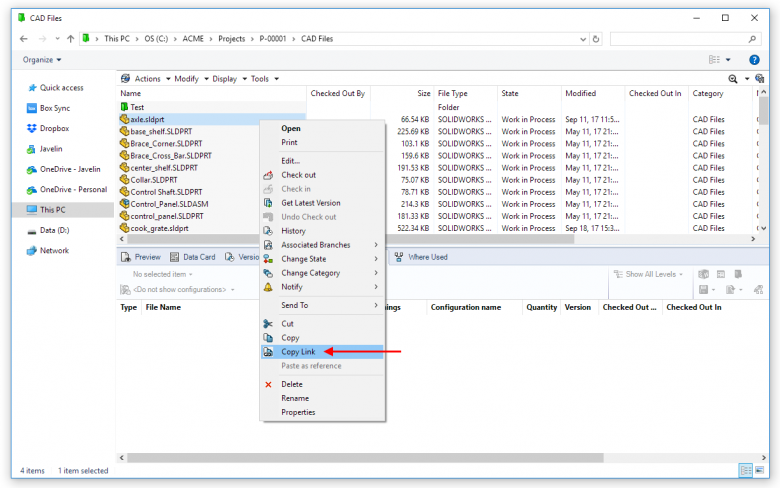 CAD Files
This PC > OS (C:) > ACME > Projects > P-00001 > CAD Files
Organize
Quick access
Box Sync
Dropbox
Javelin
OneDrive - Javelin
OneDrive - Personal
This PC
Data (D:)
Network
Actions Modify Display Tools
Name Checked Out By Size File Type State Modified Checked Out In Category
Test Folder
axle.sldprt 66.54 KB SOLIDWORKS ... Work in Process Sep 11, 17 11:5... CAD Files
base_shelf.SLDPRT 225.69 KB SOLIDWORKS ... Work in Process May 11, 17 21:... CAD Files
Brace_Corner.SLDPRT 103.1 KB SOLIDWORKS ... Work in Process May 11, 17 21:... CAD Files
Brace_Cross_Bar.SLDPRT 159.6 KB SOLIDWORKS ... Work in Process May 11, 17 21:... CAD Files
center_shelf.SLDPRT 191.53 KB SOLIDWORKS ... Work in Process May 11, 17 21:... CAD Files
Collar.SLDPRT 75.07 KB SOLIDWORKS ... Work in Process May 11, 17 21:... CAD Files
Control Shaft.SLDPRT 78.71 KB SOLIDWORKS ... Work in Process May 11, 17 21:... CAD Files
Control_Panel.SLDASM 214.3 KB SOLIDWORKS ... Work in Process May 11, 17 21:... CAD Files
control_panel.SLDPRT 181.33 KB SOLIDWORKS ... Work in Process May 11, 17 21:... CAD Files
cook_grate.sldprt 522.34 KB SOLIDWORKS ... Work in Process Sep 18, 17 15:3... CAD Files
Open
Print
Edit...
Check out
Check in
Get Latest Version
Undo Check out
History
Associated Branches
Change State
Change Category
Notify
Send To
Cut
Copy
Copy Link
Paste as reference
Delete
Rename
Properties
Preview Data Card Versio Where Used
No selected item Show All Levels
<Do not show configurations>
Type File Name Configuration name Quantity Version Checked Out ... Checked Out In
4 items 1 item selected